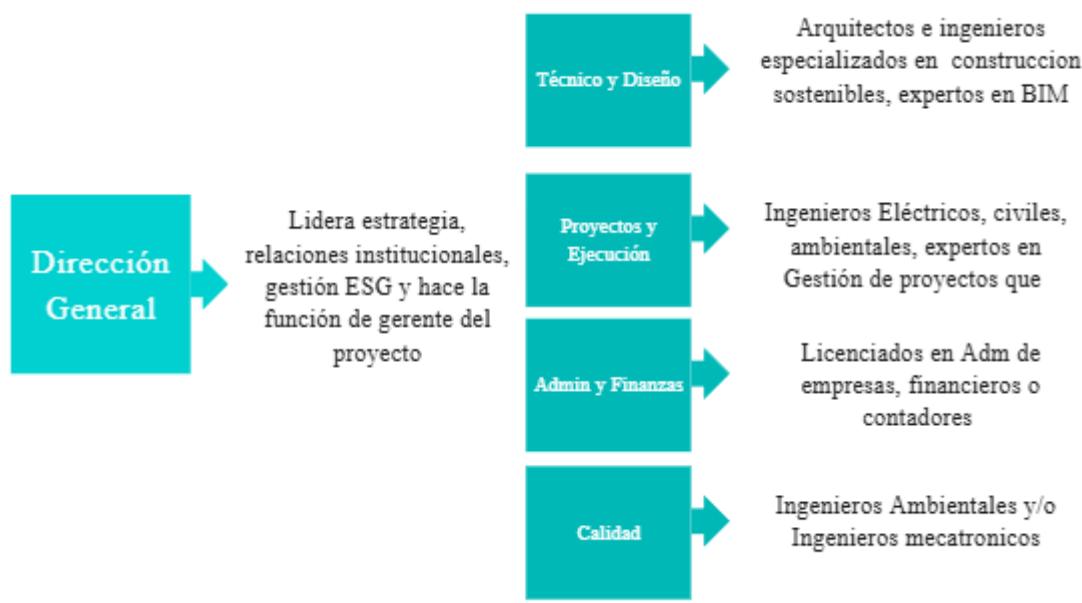 Dirección
General
Lidera estrategia,
relaciones institucionales,
gestión ESG y hace la
función de gerente del
proyecto
Técnico y Diseño
Arquitectos e ingenieros
especializados en construccion
sostenibles, expertos en BIM
Proyectos y
Ejecución
Ingenieros Eléctricos, civiles,
ambientales, expertos en
Gestión de proyectos que
Admin y Finanzas
Licenciados en Adm de
empresas, financieros o
contadores
Calidad
Ingenieros Ambientales y/o
Ingenieros mecatronicos